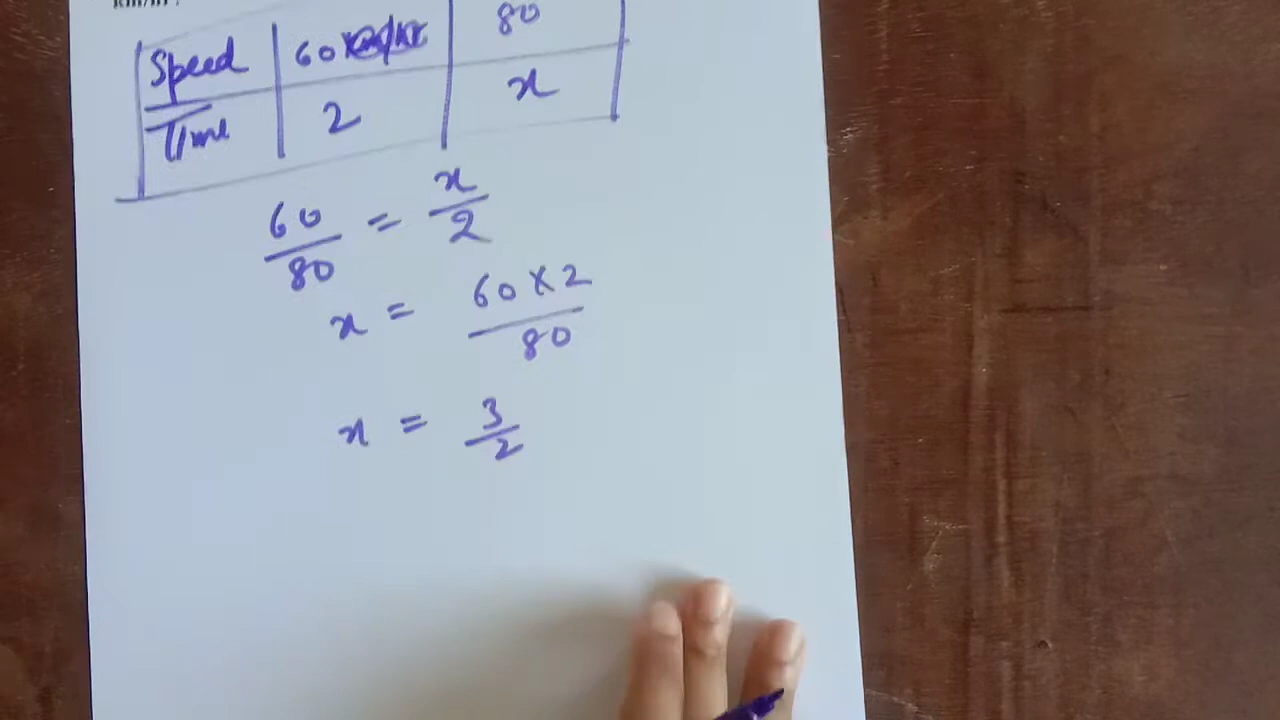 km/hr ?
Speed 60 80
Time 2 x
60/80 = x/2
x = 60 × 2 / 80
x = 3/2